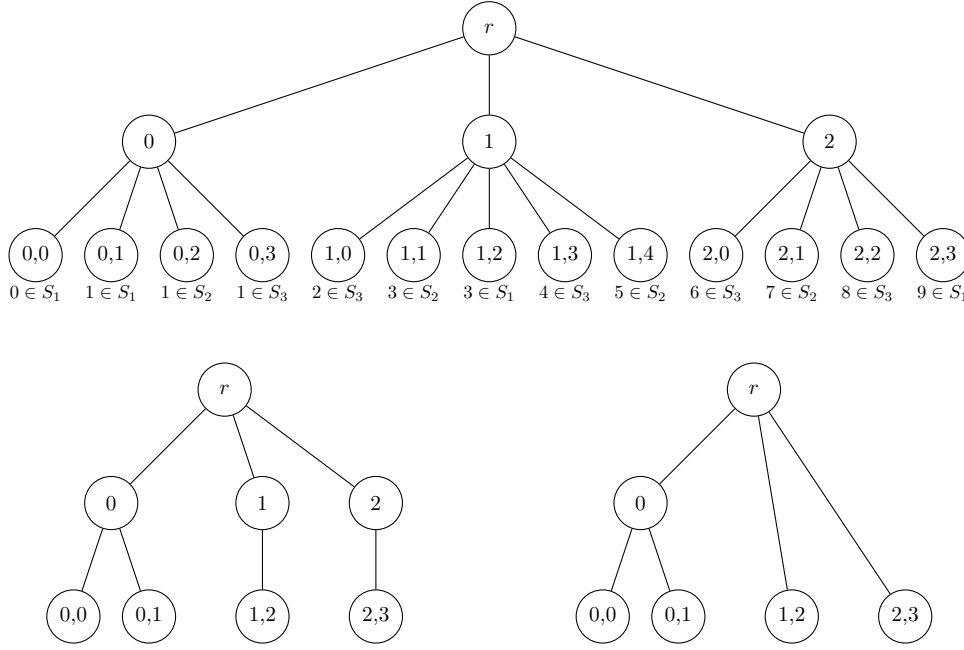 r
0 1 2
0,0 0,1 0,2 0,3 1,0 1,1 1,2 1,3 1,4 2,0 2,1 2,2 2,3
0 ∈ S₁ 1 ∈ S₁ 1 ∈ S₂ 1 ∈ S₃ 2 ∈ S₃ 3 ∈ S₂ 3 ∈ S₁ 4 ∈ S₃ 5 ∈ S₂ 6 ∈ S₃ 7 ∈ S₂ 8 ∈ S₃ 9 ∈ S₁
r
0 1 2
0,0 0,1 1,2 2,3
r
0
0,0 0,1 1,2 2,3